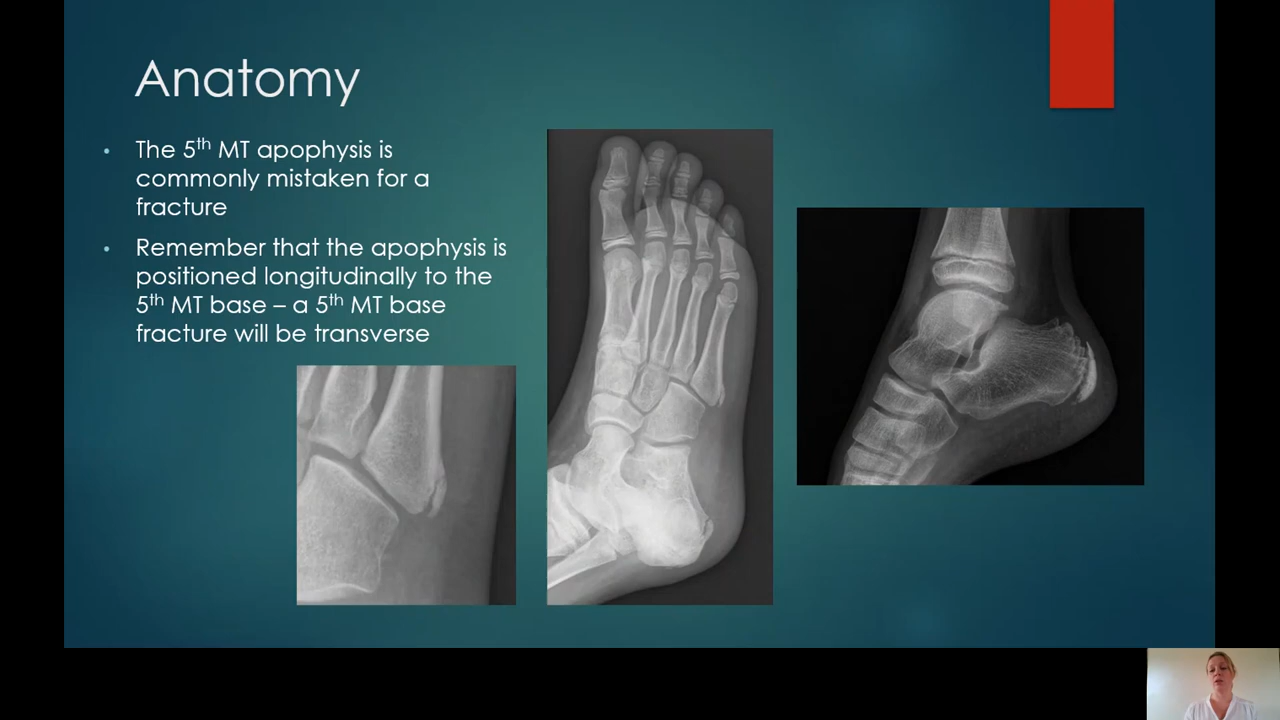 Anatomy
• The 5th MT apophysis is
commonly mistaken for a
fracture
• Remember that the apophysis is
positioned longitudinally to the
5th MT base – a 5th MT base
fracture will be transverse